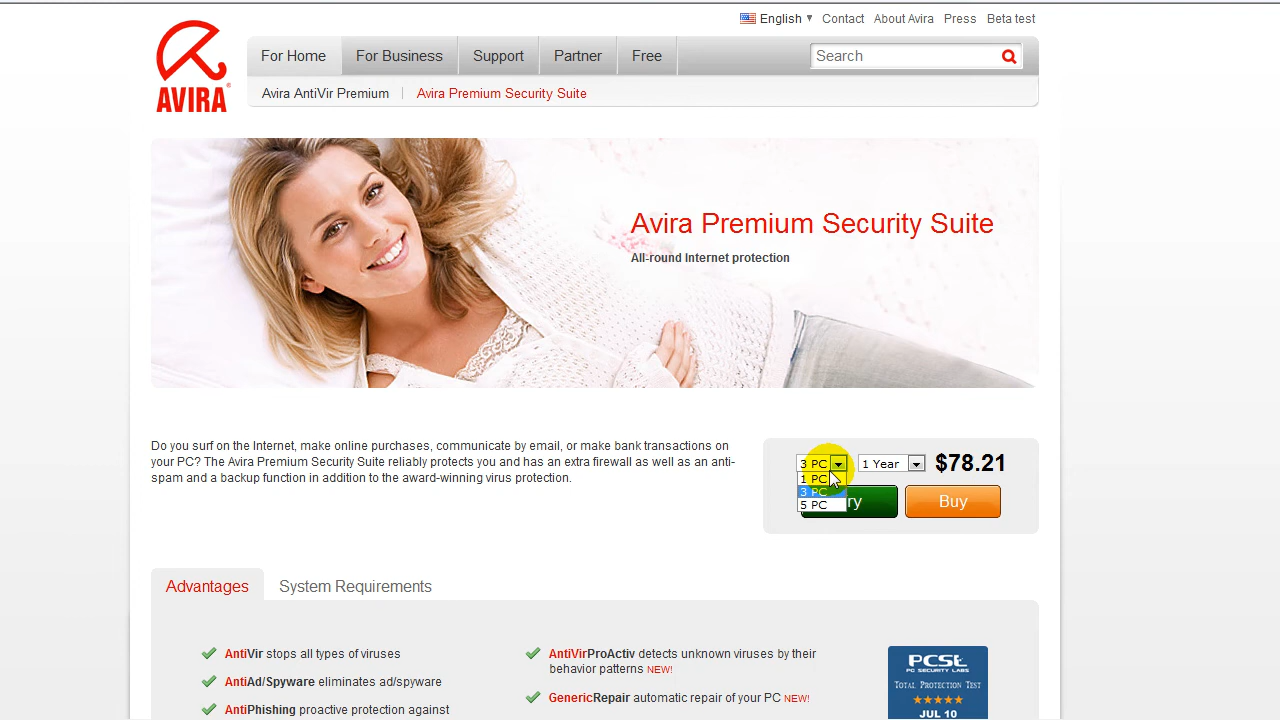 English
Contact
About Avira
Press
Beta test
AVIRA
For Home
For Business
Support
Partner
Free
Search
Avira AntiVir Premium
Avira Premium Security Suite
Avira Premium Security Suite
All-round Internet protection
Do you surf on the Internet, make online purchases, communicate by email, or make bank transactions on
your PC? The Avira Premium Security Suite reliably protects you and has an extra firewall as well as an anti-
spam and a backup function in addition to the award-winning virus protection.
3 PC
1 Year
$78.21
1 PC
3 PC
5 PC
Buy
Advantages
System Requirements
AntiVir stops all types of viruses
AntiAd/Spyware eliminates ad/spyware
AntiPhishing proactive protection against
AntiVirProActiv detects unknown viruses by their
behavior patterns NEW!
GenericRepair automatic repair of your PC NEW!
PCSL
PC SECURITY LABS
TOTAL PROTECTION TEST
JUL 10